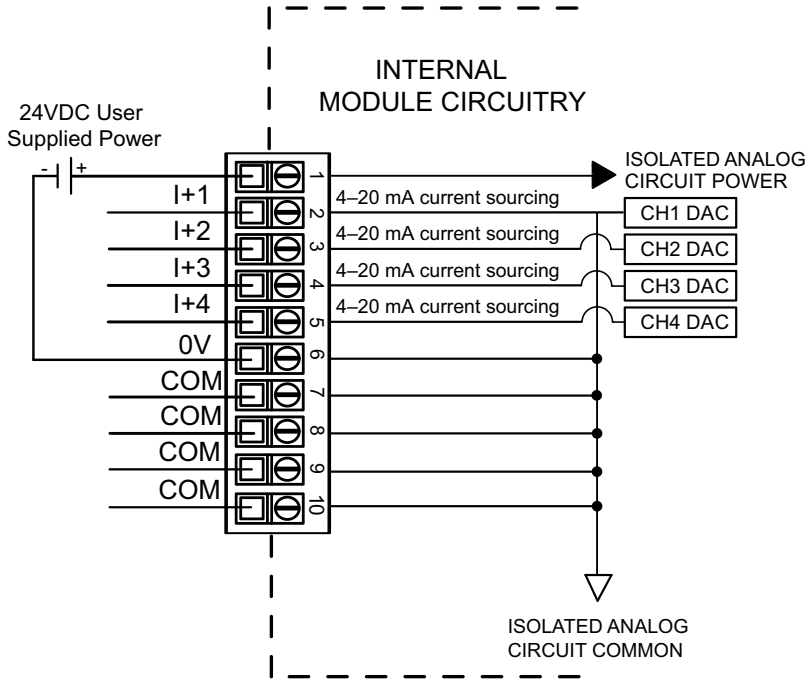 INTERNAL
MODULE CIRCUITRY
24VDC User
Supplied Power
- +
1
ISOLATED ANALOG
CIRCUIT POWER
I+1
2
4–20 mA current sourcing
CH1 DAC
I+2
3
4–20 mA current sourcing
CH2 DAC
I+3
4
4–20 mA current sourcing
CH3 DAC
I+4
5
4–20 mA current sourcing
CH4 DAC
0V
6
COM
7
COM
8
COM
9
COM
10
ISOLATED ANALOG
CIRCUIT COMMON